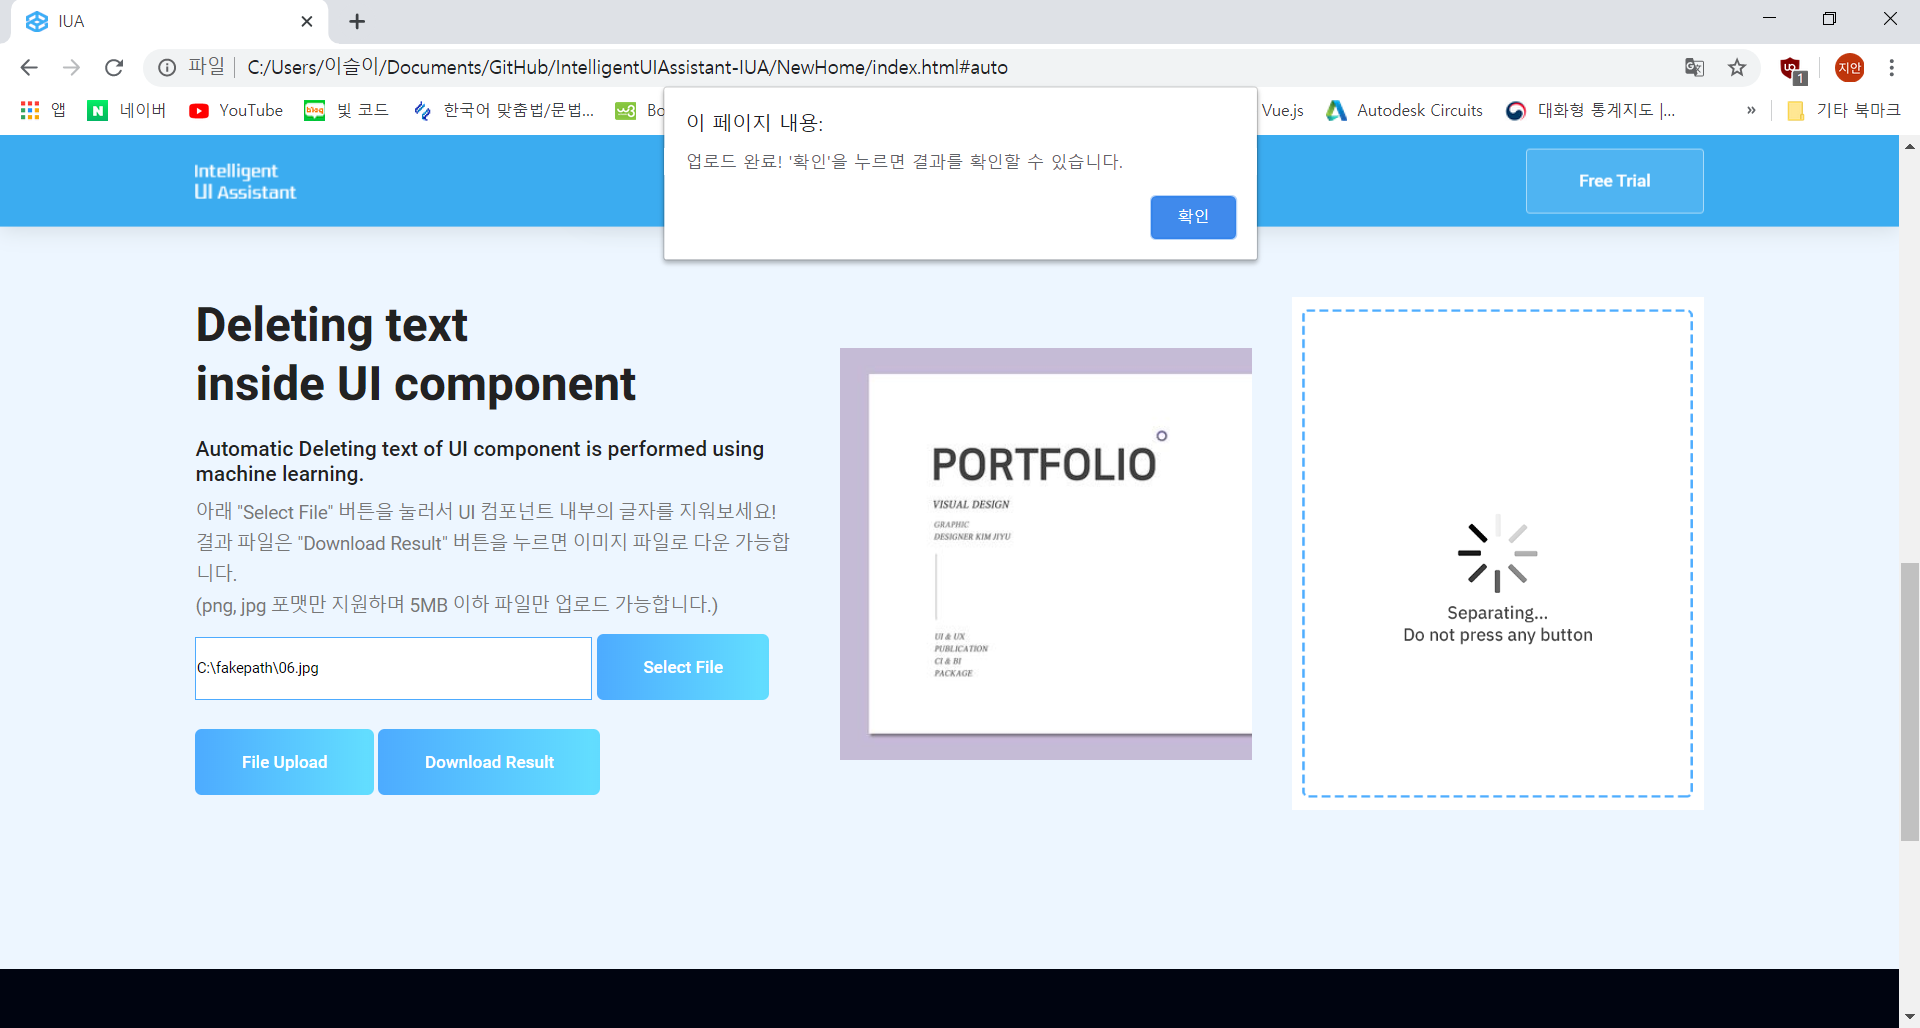 IUA
파일
C:/Users/이슬이/Documents/GitHub/IntelligentUIAssistant-IUA/NewHome/index.html#auto
1
지안
앱
네이버
YouTube
blog
빛 코드
한국어 맞춤법/문법...
Bo
Vue.js
Autodesk Circuits
대화형 통계지도 |...
»
기타 북마크
이 페이지 내용:
업로드 완료! '확인'을 누르면 결과를 확인할 수 있습니다.
확인
Intelligent
UI Assistant
Free Trial
Deleting text
inside UI component
Automatic Deleting text of UI component is performed using
machine learning.
아래 "Select File" 버튼을 눌러서 UI 컴포넌트 내부의 글자를 지워보세요!
결과 파일은 "Download Result" 버튼을 누르면 이미지 파일로 다운 가능합
니다.
(png, jpg 포맷만 지원하며 5MB 이하 파일만 업로드 가능합니다.)
C:\fakepath\06.jpg
Select File
File Upload
Download Result
PORTFOLIO
VISUAL DESIGN
GRAPHIC
DESIGNER KIM JIYU
UI & UX
PUBLICATION
CI & BI
PACKAGE
Separating...
Do not press any button